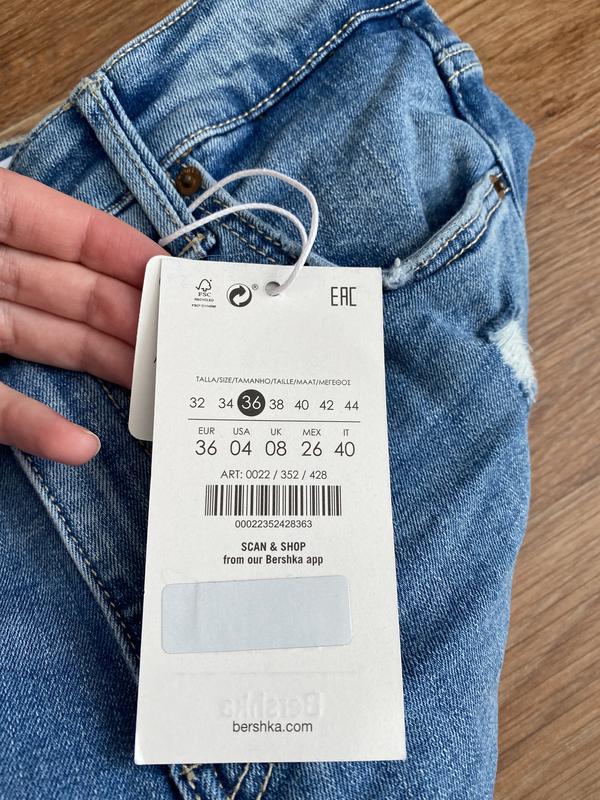 FSC
RECYCLED
EAC
TALLA/SIZE/TAMANHO/TAILLE/MAAT/ΜΕΓΕΘΟΣ
32 34 36 38 40 42 44
EUR USA UK MEX IT
36 04 08 26 40
ART: 0022 / 352 / 428
00022352428363
SCAN & SHOP
from our Bershka app
Bershka
bershka.com